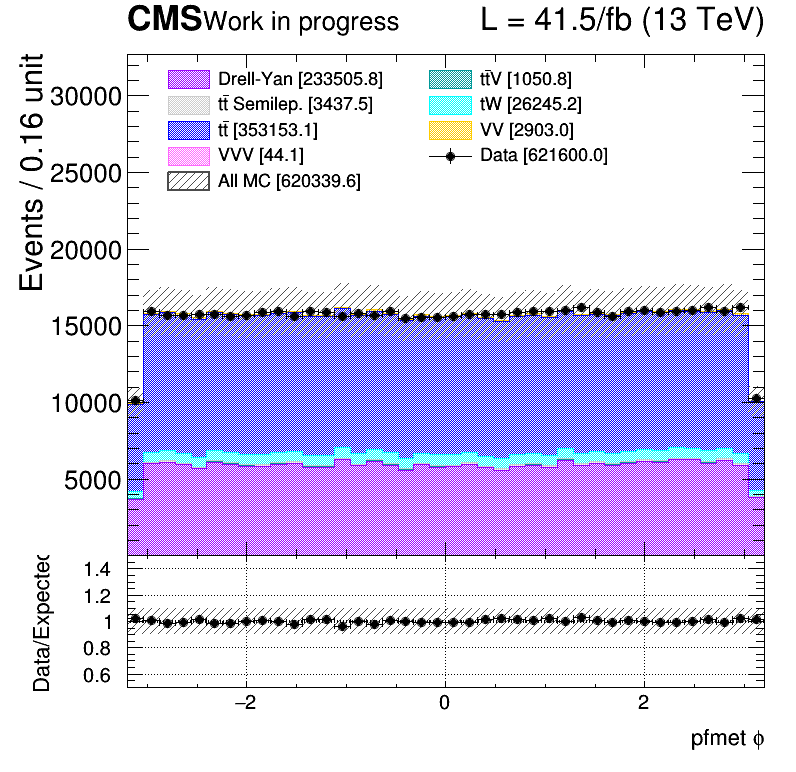 CMS Work in progress L = 41.5/fb (13 TeV)
Drell-Yan [233505.8] tt̄V [1050.8]
tt̄ Semilep. [3437.5] tW [26245.2]
tt̄ [353153.1] VV [2903.0]
VVV [44.1] Data [621600.0]
All MC [620339.6]
Events / 0.16 unit
30000
25000
20000
15000
10000
5000
Data/Expected
1.4
1.2
1
0.8
0.6
−2 0 2
pfmet ϕ